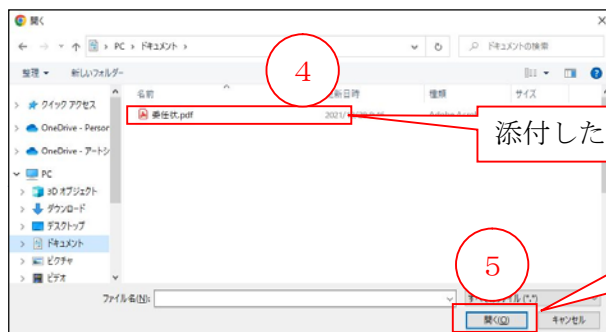 開く
PC > ドキュメント >
ドキュメントの検索
整理 新しいフォルダー
4
名前 更新日時 種類 サイズ
クイック アクセス
委任状.pdf 2021/
OneDrive - Person
添付した
OneDrive - アートシ
PC
3D オブジェクト
ダウンロード
デスクトップ
ドキュメント
ピクチャ
ビデオ
5
ファイル名(N):
開く(O) キャンセル